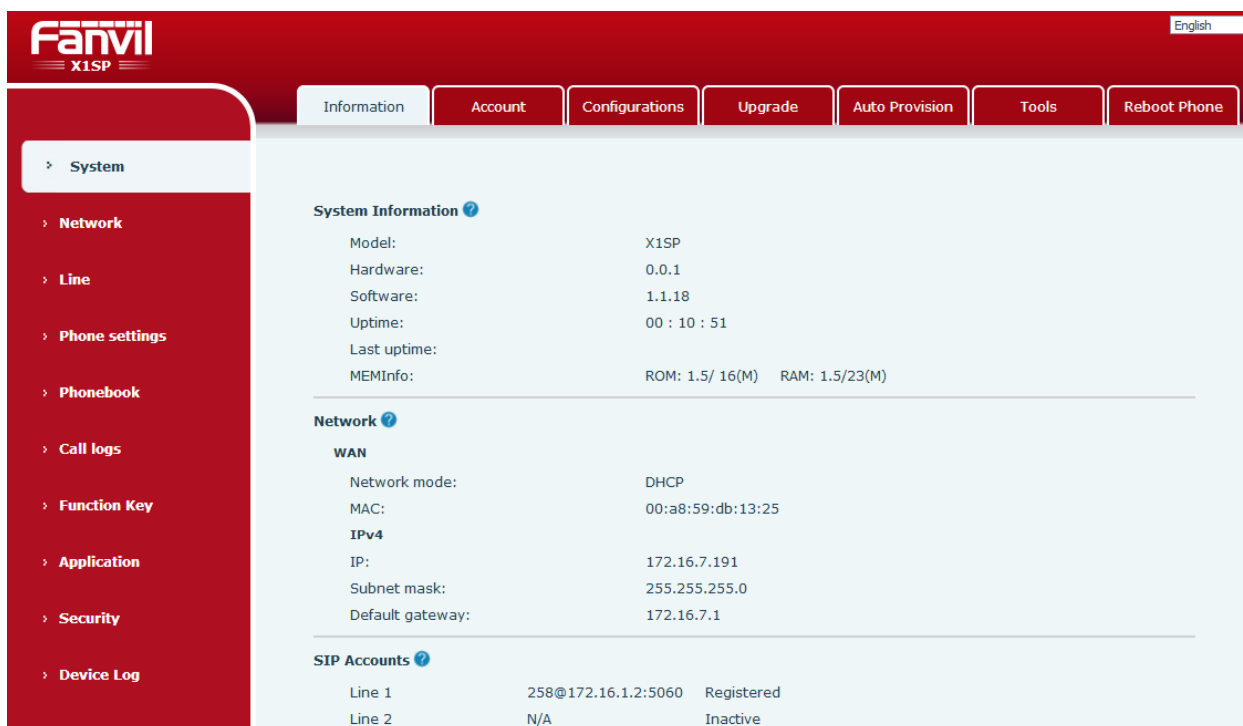 English
Fanvil
X1SP
Information Account Configurations Upgrade Auto Provision Tools Reboot Phone
System
Network
Line
Phone settings
Phonebook
Call logs
Function Key
Application
Security
Device Log
System Information
Model: X1SP
Hardware: 0.0.1
Software: 1.1.18
Uptime: 00 : 10 : 51
Last uptime:
MEMInfo: ROM: 1.5/ 16(M) RAM: 1.5/23(M)
Network
WAN
Network mode: DHCP
MAC: 00:a8:59:db:13:25
IPv4
IP: 172.16.7.191
Subnet mask: 255.255.255.0
Default gateway: 172.16.7.1
SIP Accounts
Line 1 258@172.16.1.2:5060 Registered
Line 2 N/A Inactive